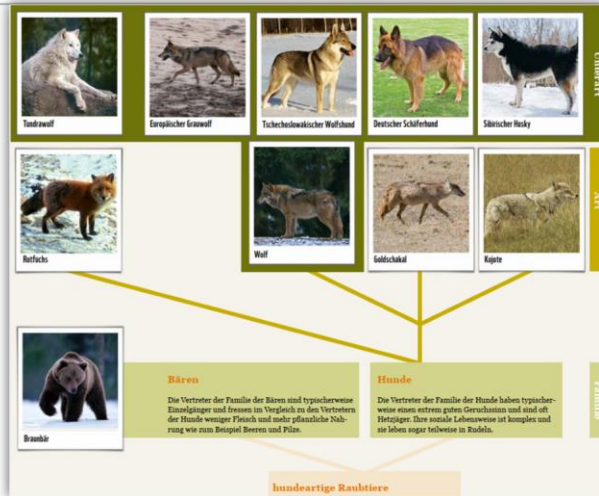 Tundrawolf
Europäischer Grauwolf
Tschechoslowakischer Wolfshund
Deutscher Schäferhund
Sibirischer Husky
Unterart
Rotfuchs
Wolf
Goldschakal
Kojote
Art
Braunbär
Bären
Die Vertreter der Familie der Bären sind typischerweise
Einzelgänger und fressen im Vergleich zu den Vertretern
der Hunde weniger Fleisch und mehr pflanzliche Nah-
rung wie zum Beispiel Beeren und Pilze.
Hunde
Die Vertreter der Familie der Hunde haben typischer-
weise einen extrem guten Geruchssinn und sind oft
Hetzjäger. Ihre soziale Lebensweise ist komplex und
sie leben sogar teilweise in Rudeln.
Familie
hundeartige Raubtiere